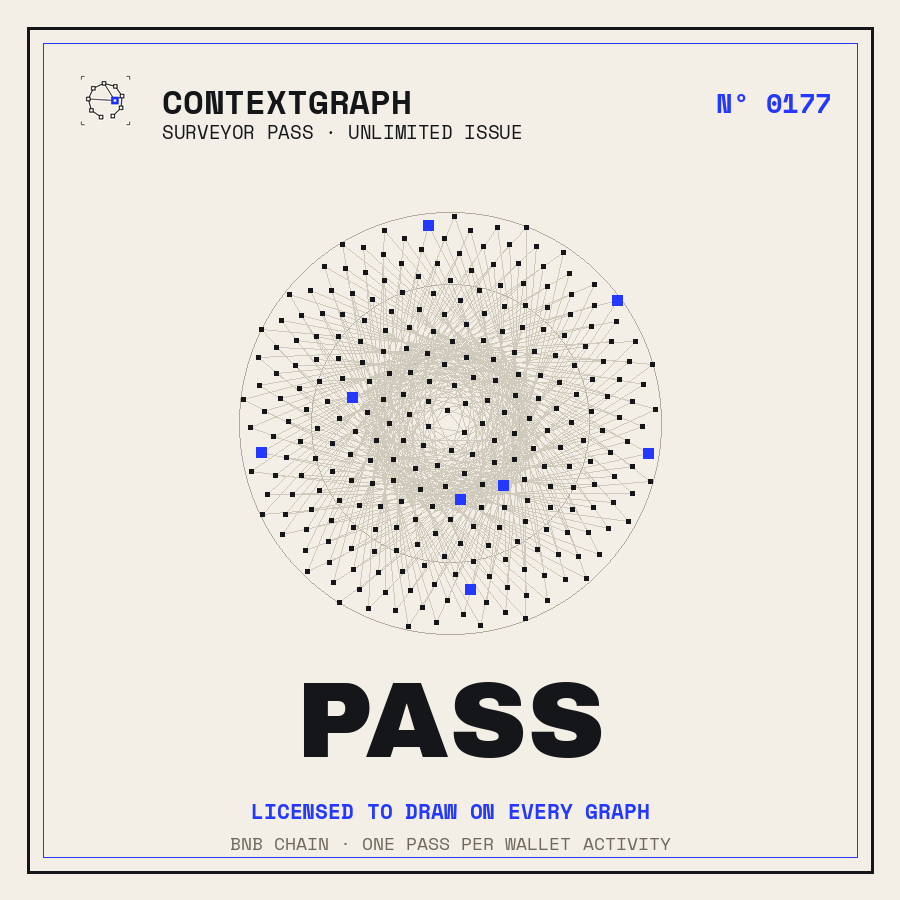 CONTEXTGRAPH
N° 0177
SURVEYOR PASS · UNLIMITED ISSUE
PASS
LICENSED TO DRAW ON EVERY GRAPH
BNB CHAIN · ONE PASS PER WALLET ACTIVITY